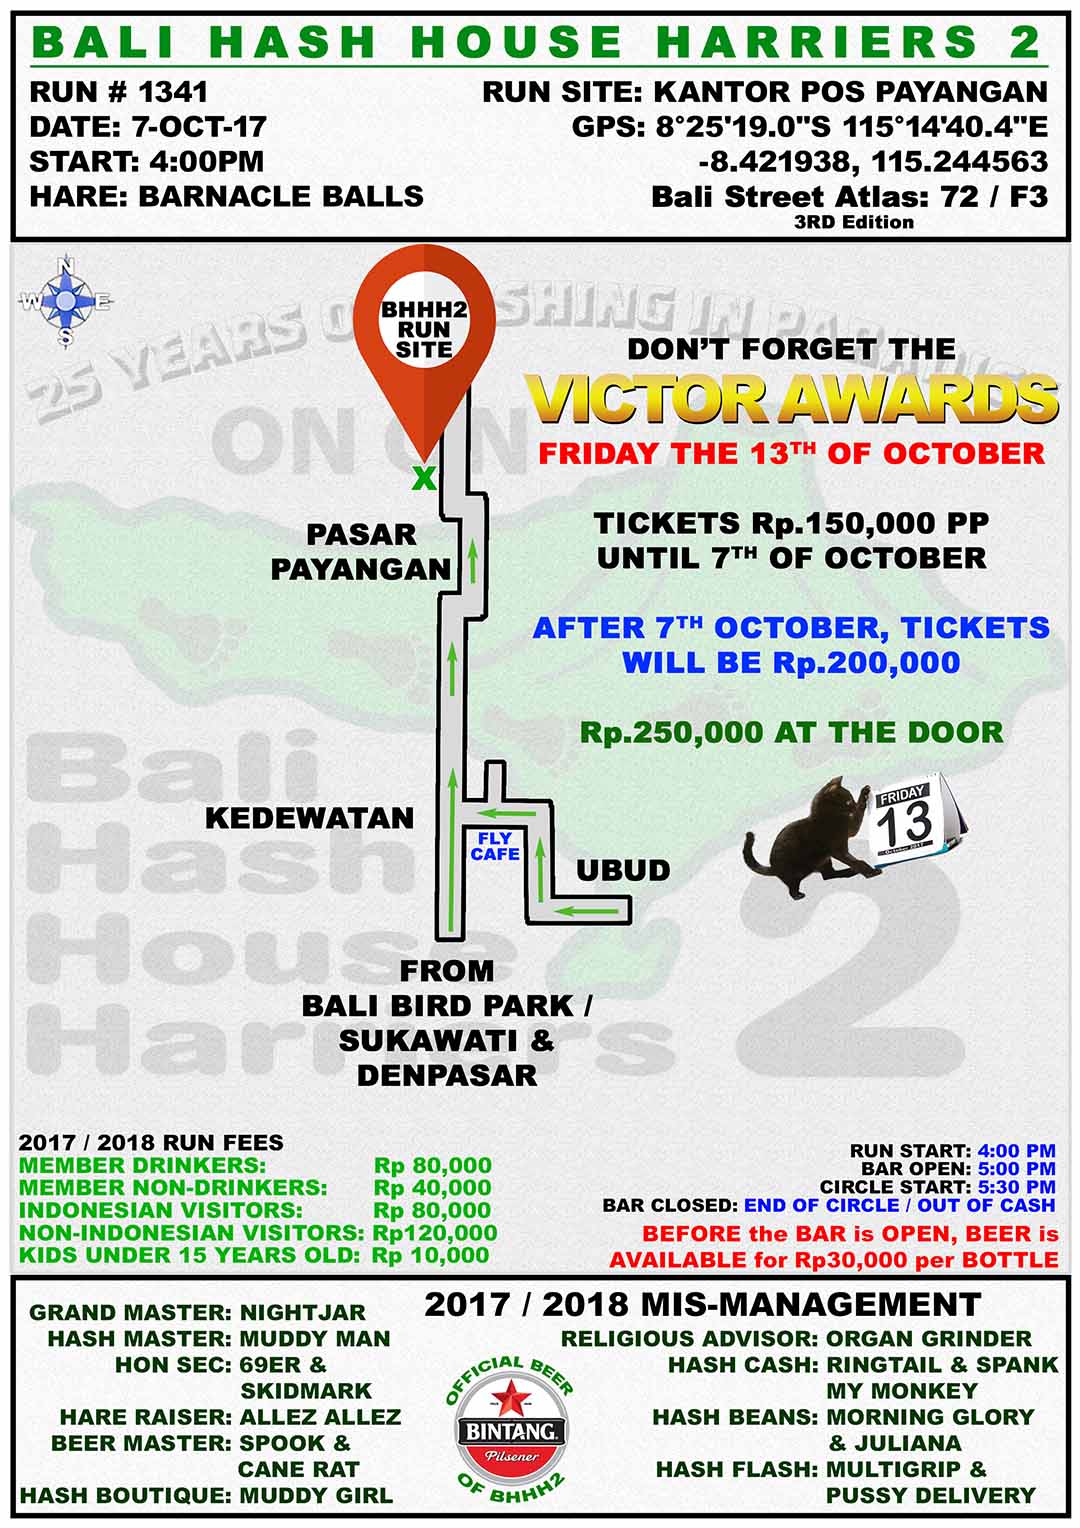 BALI HASH HOUSE HARRIERS 2
RUN # 1341
DATE: 7-OCT-17
START: 4:00PM
HARE: BARNACLE BALLS
RUN SITE: KANTOR POS PAYANGAN
GPS: 8°25'19.0"S 115°14'40.4"E
-8.421938, 115.244563
Bali Street Atlas: 72 / F3
3RD Edition
N
W E
S
25 YEARS O SHING IN PARADISE
ON ON
BHHH2
RUN
SITE
X
DON'T FORGET THE
VICTOR AWARDS
FRIDAY THE 13TH OF OCTOBER
TICKETS Rp.150,000 PP
UNTIL 7TH OF OCTOBER
AFTER 7TH OCTOBER, TICKETS
WILL BE Rp.200,000
Rp.250,000 AT THE DOOR
FRIDAY
13
October 2017
PASAR
PAYANGAN
KEDEWATAN
FLY
CAFE
UBUD
FROM
BALI BIRD PARK /
SUKAWATI &
DENPASAR
Bali
Hash
House
Harriers 2
2017 / 2018 RUN FEES
MEMBER DRINKERS: Rp 80,000
MEMBER NON-DRINKERS: Rp 40,000
INDONESIAN VISITORS: Rp 80,000
NON-INDONESIAN VISITORS: Rp120,000
KIDS UNDER 15 YEARS OLD: Rp 10,000
RUN START: 4:00 PM
BAR OPEN: 5:00 PM
CIRCLE START: 5:30 PM
BAR CLOSED: END OF CIRCLE / OUT OF CASH
BEFORE the BAR is OPEN, BEER is
AVAILABLE for Rp30,000 per BOTTLE
2017 / 2018 MIS-MANAGEMENT
GRAND MASTER: NIGHTJAR
HASH MASTER: MUDDY MAN
HON SEC: 69ER &
SKIDMARK
HARE RAISER: ALLEZ ALLEZ
BEER MASTER: SPOOK &
CANE RAT
HASH BOUTIQUE: MUDDY GIRL
OFFICIAL BEER
BINTANG
Pilsener
OF BHHH2
RELIGIOUS ADVISOR: ORGAN GRINDER
HASH CASH: RINGTAIL & SPANK
MY MONKEY
HASH BEANS: MORNING GLORY
& JULIANA
HASH FLASH: MULTIGRIP &
PUSSY DELIVERY